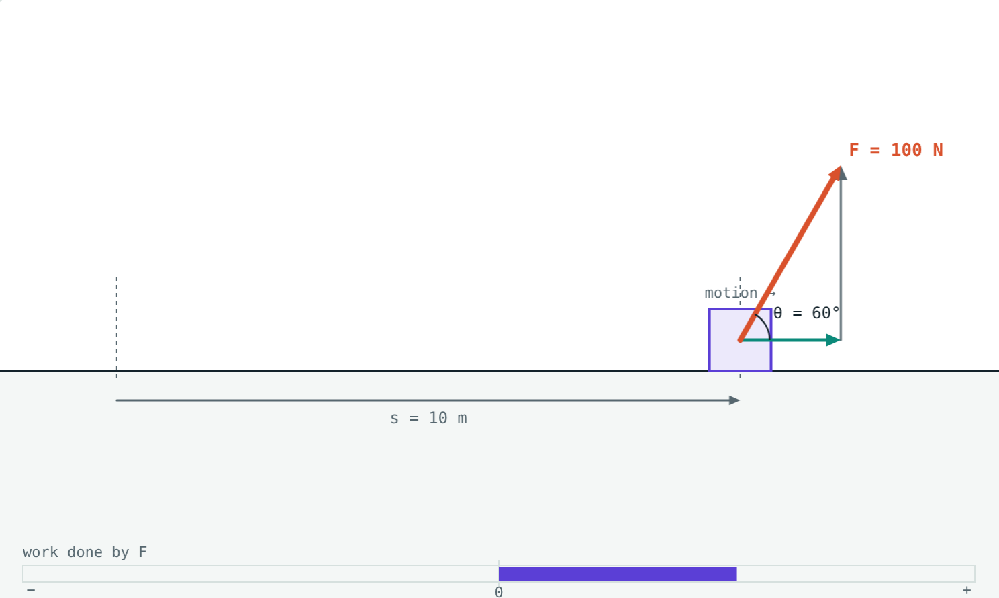 F = 100 N
motion →
θ = 60°
s = 10 m
work done by F
− 0 +